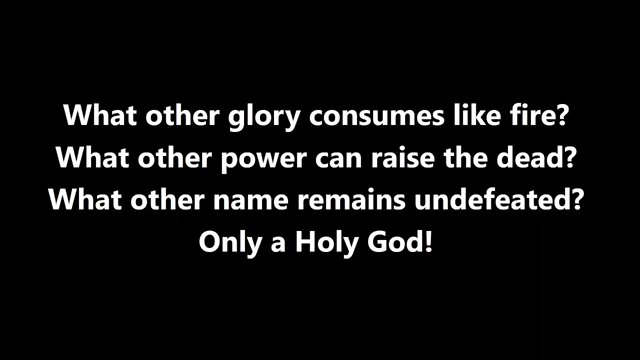 What other glory consumes like fire?
What other power can raise the dead?
What other name remains undefeated?
Only a Holy God!